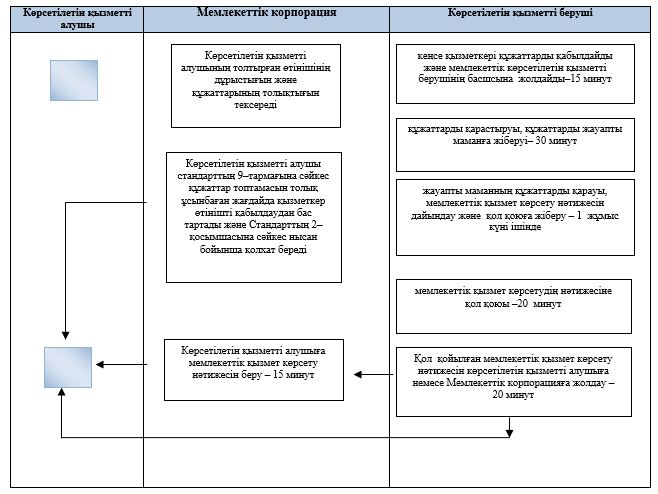 Көрсетілетін қызметті
алушы
Мемлекеттік корпорация
Көрсетілетін қызметті беруші
Көрсетілетін қызметті
алушының толтырған өтінішінің
дұрыстығын және
құжаттарының толықтығын
тексереді
Көрсетілетін қызметті алушы
стандарттың 9–тармағына сәйкес
құжаттар топтамасын толық
ұсынбаған жағдайда қызметкер
өтінішті қабылдаудан бас
тартады және Стандарттың 2–
қосымшасына сәйкес нысан
бойынша қолхат береді
Көрсетілетін қызметті алушыға
мемлекеттік қызмет көрсету
нәтижесін беру – 15 минут
кеңсе қызметкері құжаттарды қабылдайды
және мемлекеттік көрсетілетін қызметті
берушінің басшсына жолдайды–15 минут
құжаттарды қарастыруы, құжаттарды жауапты
маманға жіберуі– 30 минут
жауапты маманның құжаттарды қарауы,
мемлекеттік қызмет көрсету нәтижесін
дайындау және қол қоюға жіберу – 1 жұмыс
күні ішінде
мемлекеттік қызмет көрсетудің нәтижесіне
қол қоюы –20 минут
Қол қойылған мемлекеттік қызмет көрсету
нәтижесін көрсетілетін қызметті алушыға
немесе Мемлекеттік корпорацияға жолдау –
20 минут